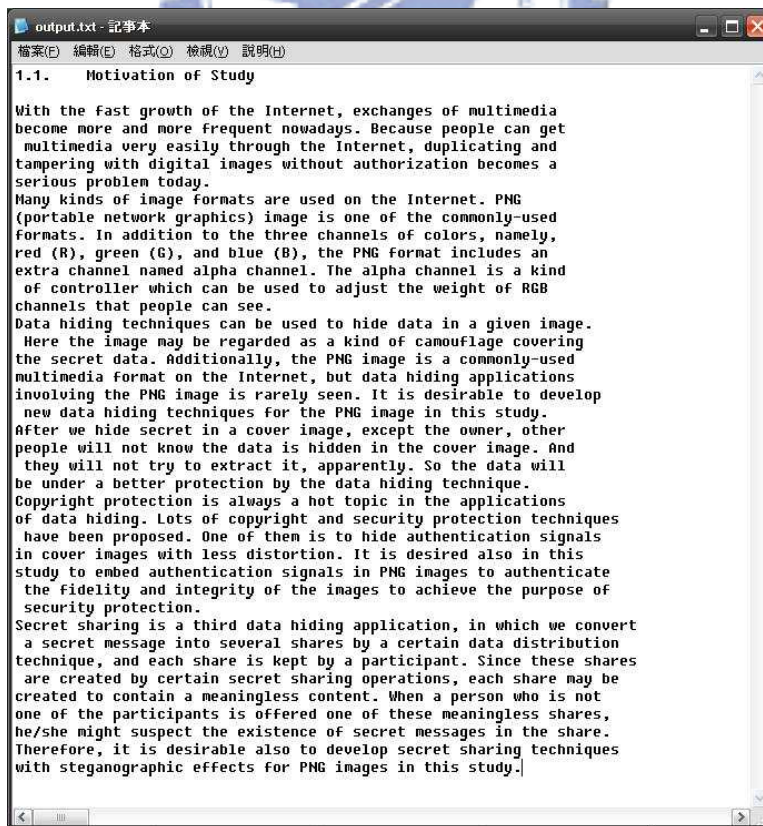 output.txt - 記事本
檔案(F) 編輯(E) 格式(O) 檢視(V) 說明(H)
1.1. Motivation of Study
With the fast growth of the Internet, exchanges of multimedia
become more and more frequent nowadays. Because people can get
multimedia very easily through the Internet, duplicating and
tampering with digital images without authorization becomes a
serious problem today.
Many kinds of image formats are used on the Internet. PNG
(portable network graphics) image is one of the commonly-used
formats. In addition to the three channels of colors, namely,
red (R), green (G), and blue (B), the PNG format includes an
extra channel named alpha channel. The alpha channel is a kind
of controller which can be used to adjust the weight of RGB
channels that people can see.
Data hiding techniques can be used to hide data in a given image.
Here the image may be regarded as a kind of camouflage covering
the secret data. Additionally, the PNG image is a commonly-used
multimedia format on the Internet, but data hiding applications
involving the PNG image is rarely seen. It is desirable to develop
new data hiding techniques for the PNG image in this study.
After we hide secret in a cover image, except the owner, other
people will not know the data is hidden in the cover image. And
they will not try to extract it, apparently. So the data will
be under a better protection by the data hiding technique.
Copyright protection is always a hot topic in the applications
of data hiding. Lots of copyright and security protection techniques
have been proposed. One of them is to hide authentication signals
in cover images with less distortion. It is desired also in this
study to embed authentication signals in PNG images to authenticate
the fidelity and integrity of the images to achieve the purpose of
security protection.
Secret sharing is a third data hiding application, in which we convert
a secret message into several shares by a certain data distribution
technique, and each share is kept by a participant. Since these shares
are created by certain secret sharing operations, each share may be
created to contain a meaningless content. When a person who is not
one of the participants is offered one of these meaningless shares,
he/she might suspect the existence of secret messages in the share.
Therefore, it is desirable also to develop secret sharing techniques
with steganographic effects for PNG images in this study.